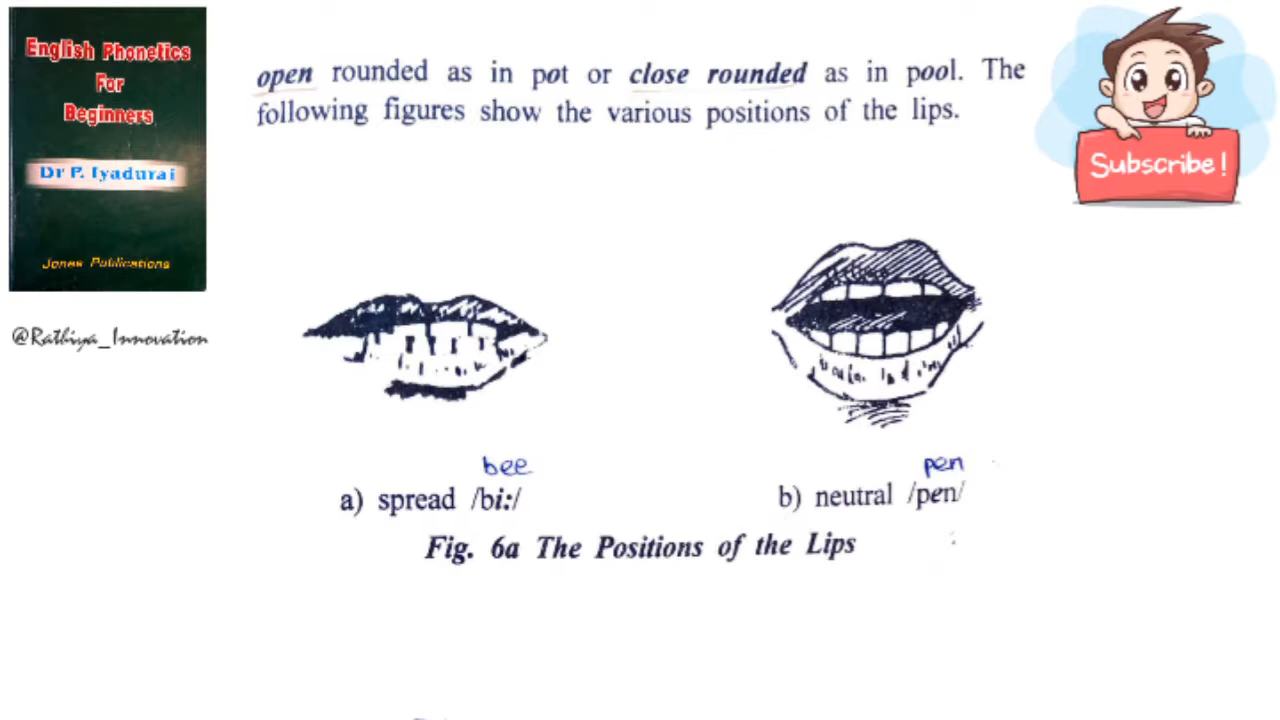 English Phonetics
For
Beginners
Dr P. Iyadurai
Jones Publications
@Rathiya_Innovation
open rounded as in pot or close rounded as in pool. The
following figures show the various positions of the lips.
Subscribe!
bee
a) spread /bi:/
pen
b) neutral /pen/
Fig. 6a The Positions of the Lips